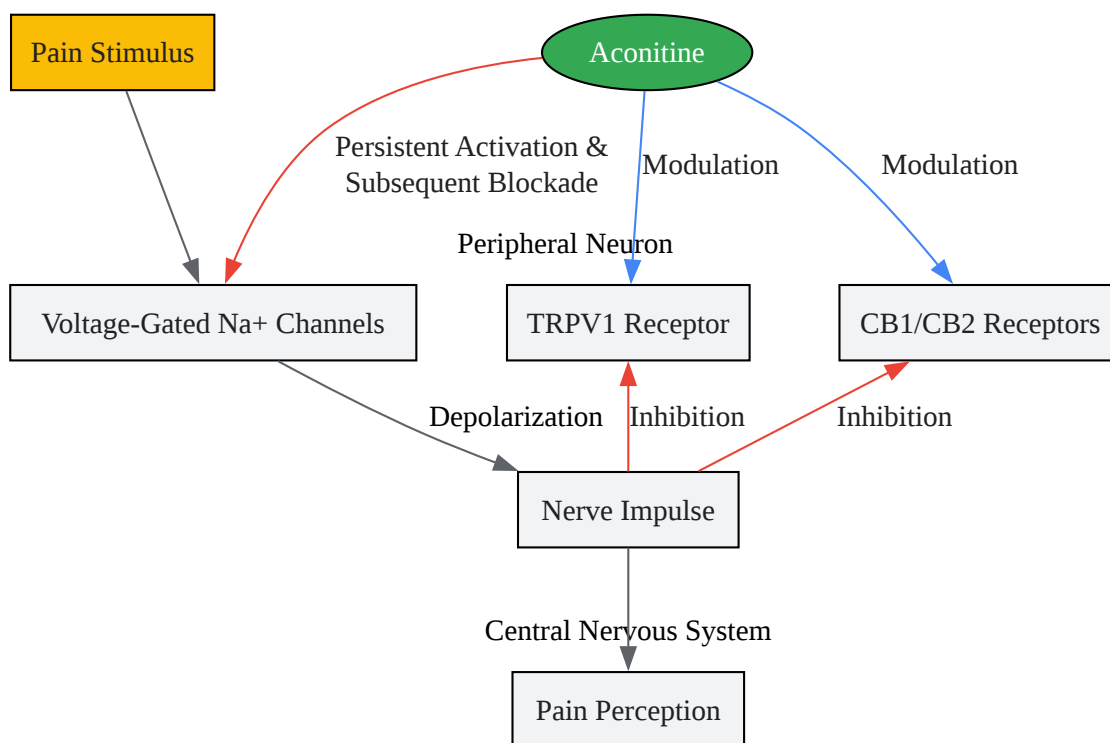 Pain Stimulus
Aconitine
Persistent Activation &
Subsequent Blockade
Modulation
Modulation
Peripheral Neuron
Voltage-Gated Na+ Channels
TRPV1 Receptor
CB1/CB2 Receptors
Depolarization
Inhibition
Inhibition
Nerve Impulse
Central Nervous System
Pain Perception